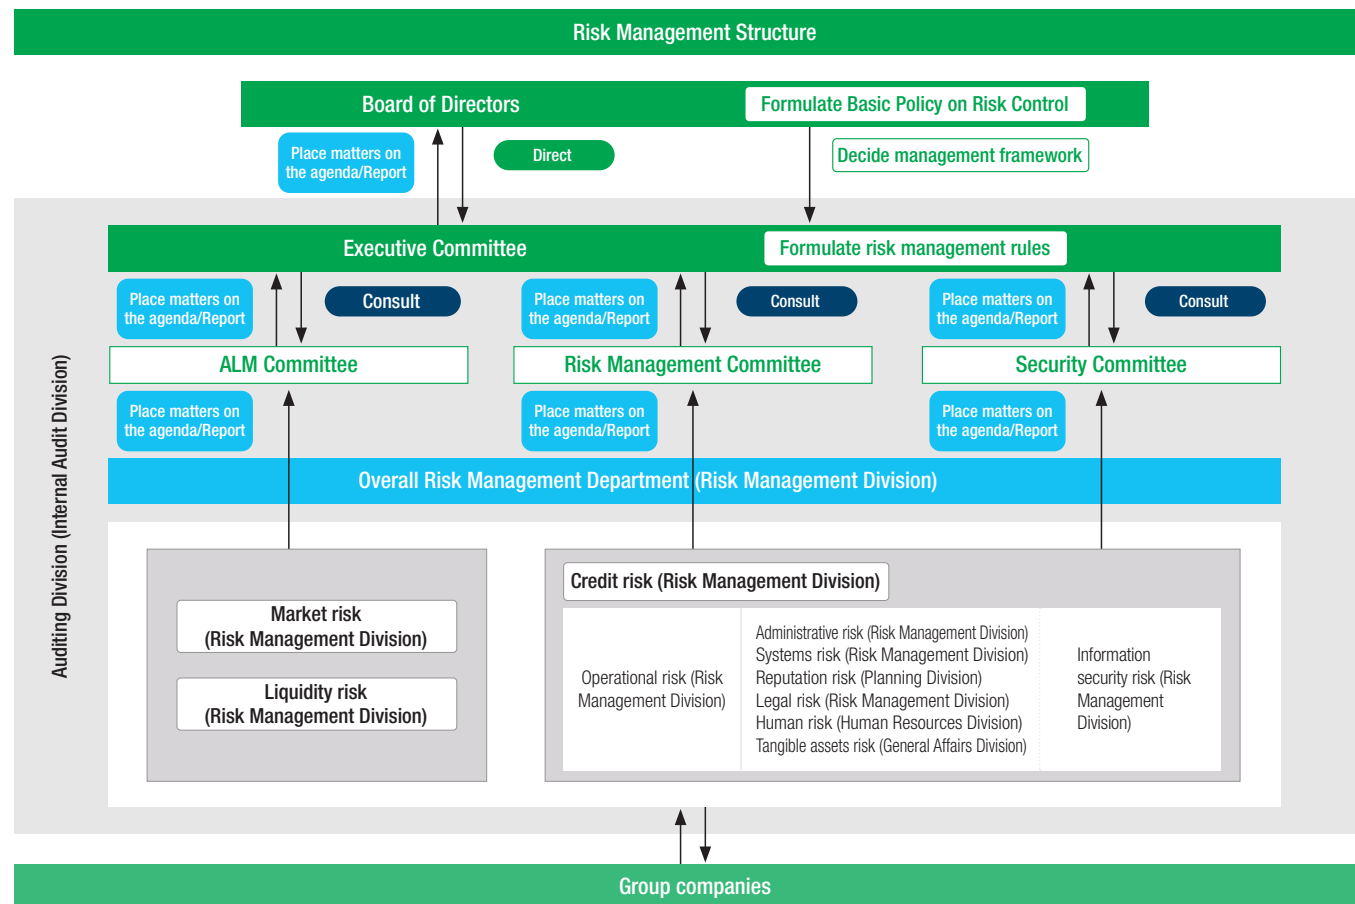 Risk Management Structure
Board of Directors
Formulate Basic Policy on Risk Control
Place matters on
the agenda/Report
Direct
Decide management framework
Executive Committee
Formulate risk management rules
Place matters on
the agenda/Report
Consult
Place matters on
the agenda/Report
Consult
Place matters on
the agenda/Report
Consult
ALM Committee
Risk Management Committee
Security Committee
Place matters on
the agenda/Report
Place matters on
the agenda/Report
Place matters on
the agenda/Report
Overall Risk Management Department (Risk Management Division)
Auditing Division (Internal Audit Division)
Market risk
(Risk Management Division)
Liquidity risk
(Risk Management Division)
Credit risk (Risk Management Division)
Operational risk (Risk
Management Division)
Administrative risk (Risk Management Division)
Systems risk (Risk Management Division)
Reputation risk (Planning Division)
Legal risk (Risk Management Division)
Human risk (Human Resources Division)
Tangible assets risk (General Affairs Division)
Information
security risk (Risk
Management
Division)
Group companies